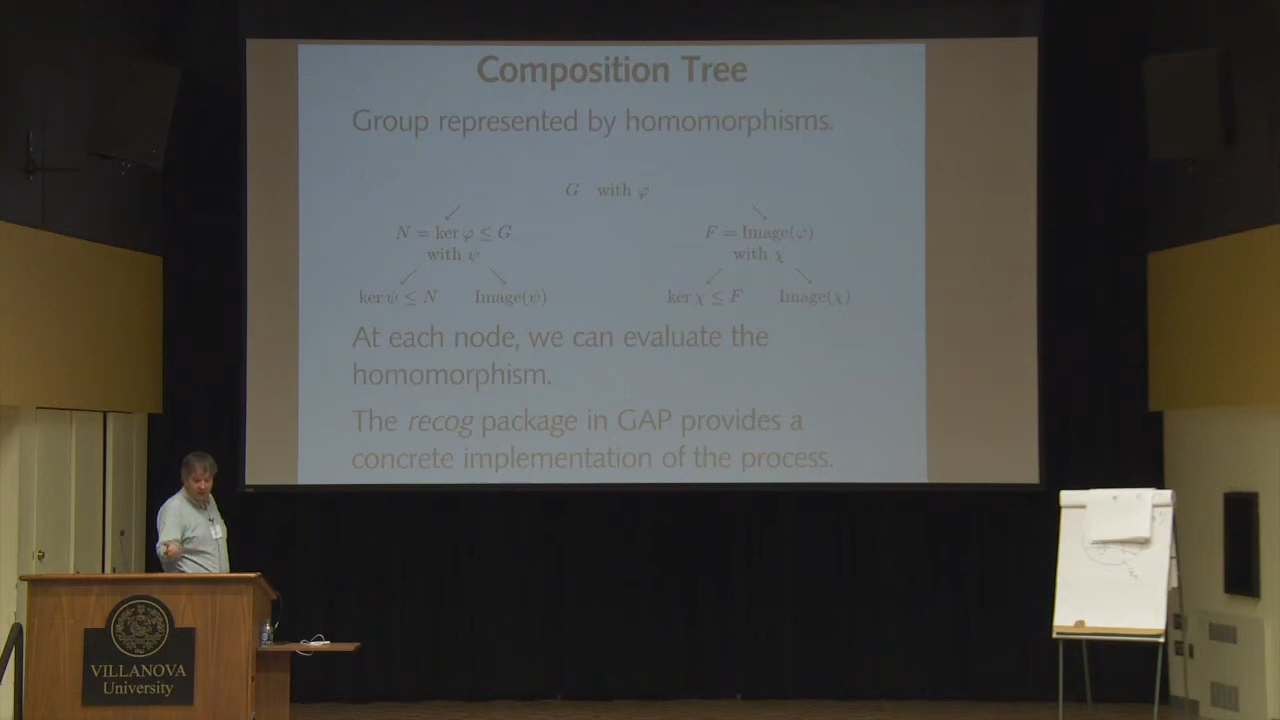 Composition Tree
Group represented by homomorphisms.
G with φ
N = ker φ ≤ G
F = Image(φ)
with ψ
with χ
ker ψ ≤ N
Image(ψ)
ker χ ≤ F
Image(χ)
At each node, we can evaluate the
homomorphism.
The recog package in GAP provides a
concrete implementation of the process.
VILLANOVA
University